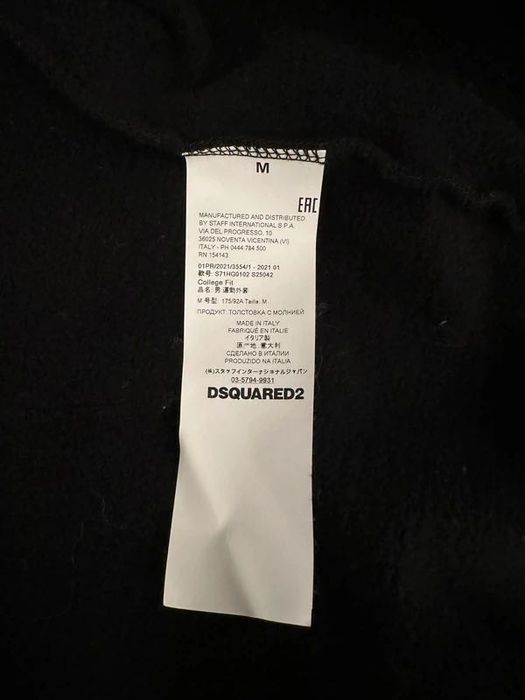 M
EAC
MANUFACTURED AND DISTRIBUTED
BY STAFF INTERNATIONAL S.P.A.
VIA DEL PROGRESSO, 10
36025 NOVENTA VICENTINA (VI)
ITALY - PH 0444 784 500
RN 154143
01PR/2021/3554/1 - 2021 01
款号: S71HG0102 S25042
College Fit
品名: 男 運動外套
M 号型: 175/92A Taille: M
ПРОДУКТ: ТОЛСТОВКА С МОЛНИЕЙ
MADE IN ITALY
FABRIQUÉ EN ITALIE
イタリア製
原产地: 意大利
СДЕЛАНО В ИТАЛИИ
PRODUZIDO NA ITALIA
(株)スタッフインターナショナルジャパン
03-5794-9931
DSQUARED2